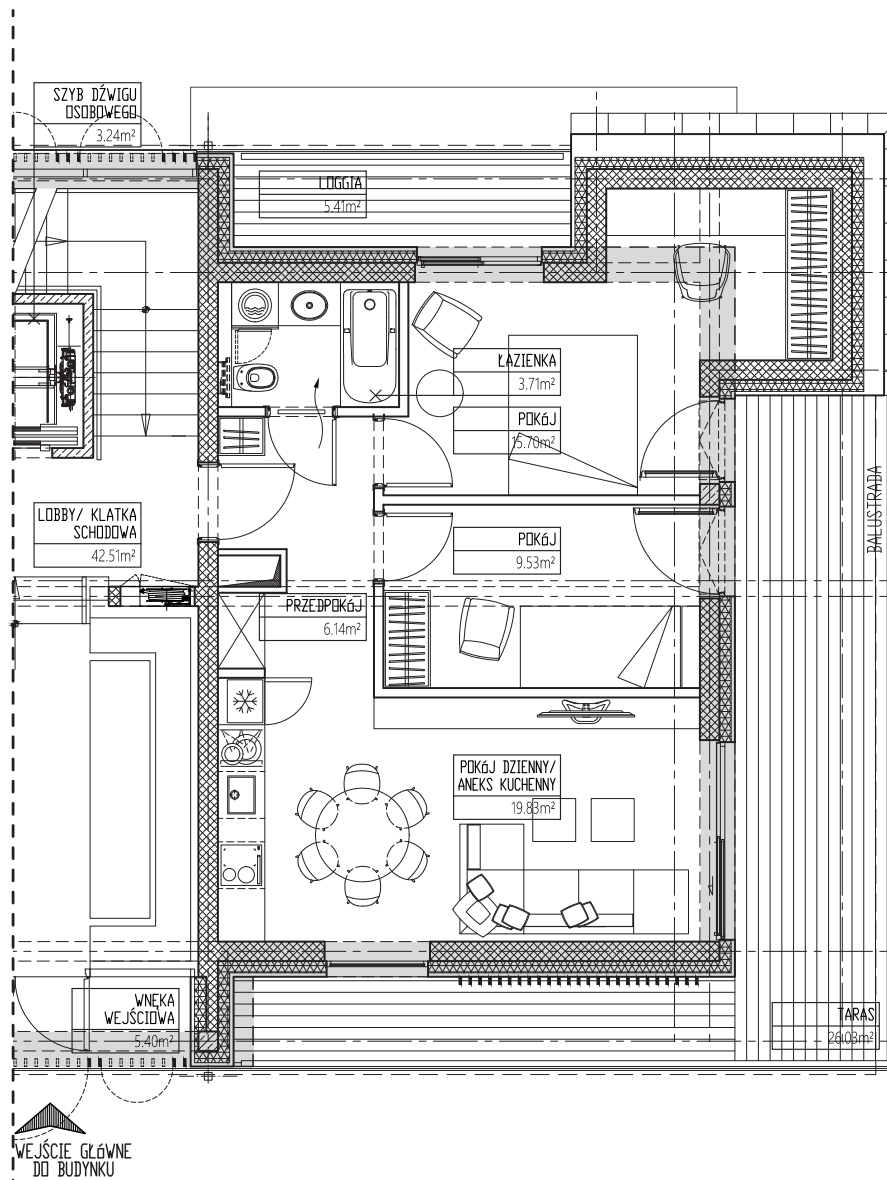 SZYB DŹWIGU
OSOBOWEGO
3.24m²
LOGGIA
5.41m²
ŁAZIENKA
3.71m²
POKÓJ
15.70m²
BALUSTRADA
LOBBY/ KLATKA
SCHODOWA
42.51m²
POKÓJ
9.53m²
PRZEDPOKÓJ
6.14m²
POKÓJ DZIENNY/
ANEKS KUCHENNY
19.83m²
WNĘKA
WEJŚCIOWA
5.40m²
TARAS
26.03m²
WEJŚCIE GŁÓWNE
DO BUDYNKU